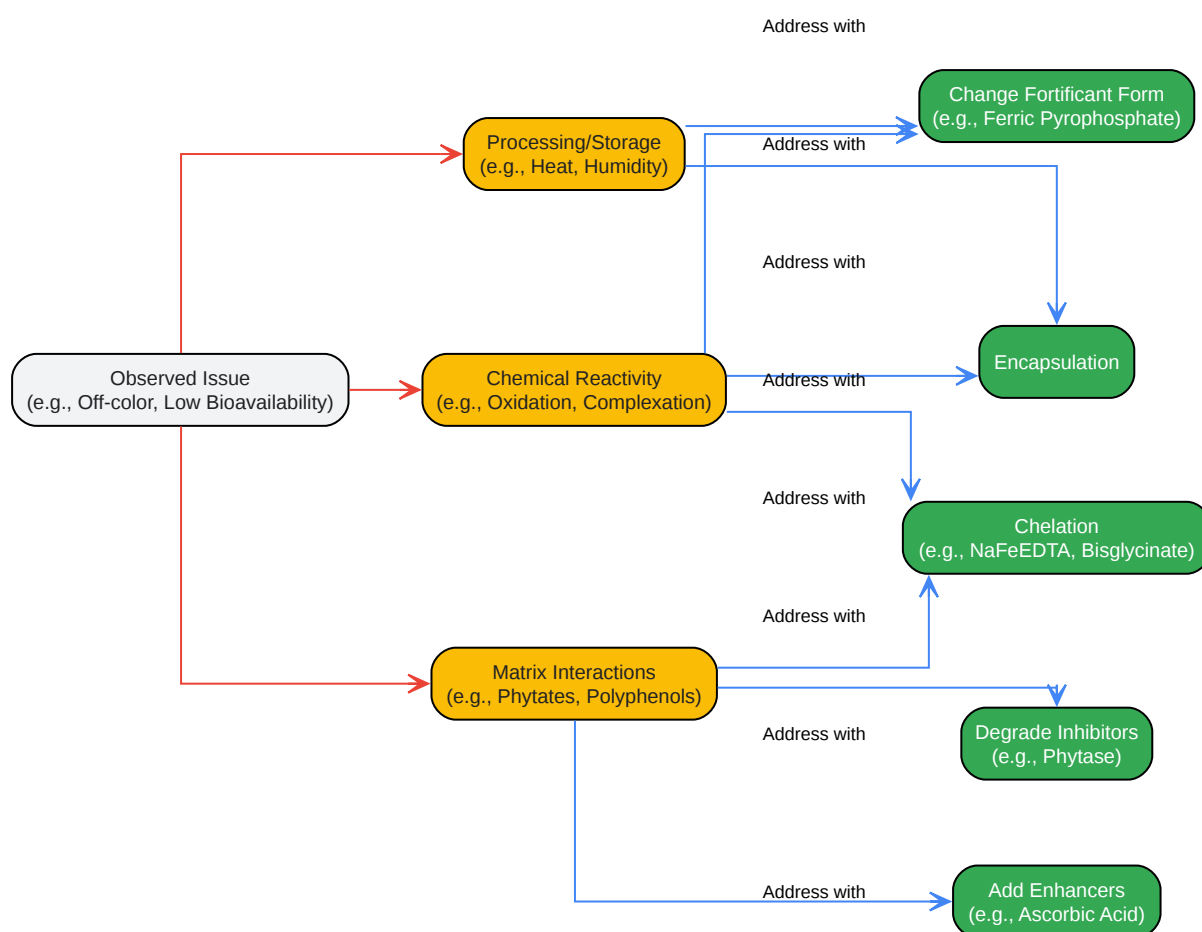 Address with
Change Fortificant Form
(e.g., Ferric Pyrophosphate)
Processing/Storage
(e.g., Heat, Humidity)
Address with
Address with
Encapsulation
Observed Issue
(e.g., Off-color, Low Bioavailability)
Chemical Reactivity
(e.g., Oxidation, Complexation)
Address with
Address with
Chelation
(e.g., NaFeEDTA, Bisglycinate)
Address with
Matrix Interactions
(e.g., Phytates, Polyphenols)
Address with
Degrade Inhibitors
(e.g., Phytase)
Address with
Add Enhancers
(e.g., Ascorbic Acid)